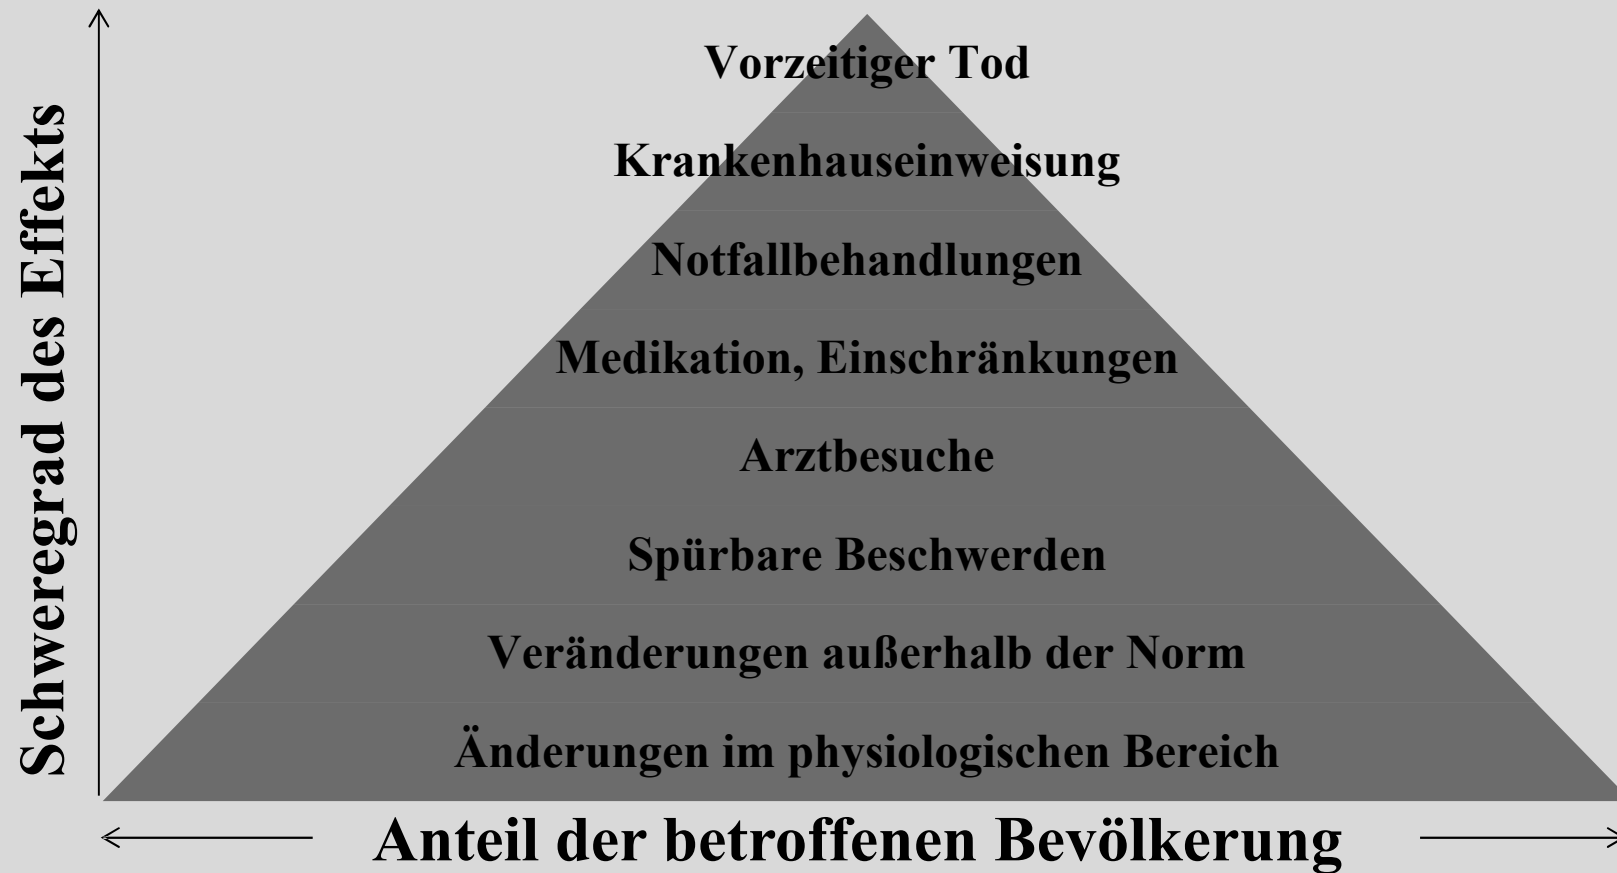 Schweregrad des Effekts
Vorzeitiger Tod
Krankenhauseinweisung
Notfallbehandlungen
Medikation, Einschränkungen
Arztbesuche
Spürbare Beschwerden
Veränderungen außerhalb der Norm
Änderungen im physiologischen Bereich
Anteil der betroffenen Bevölkerung